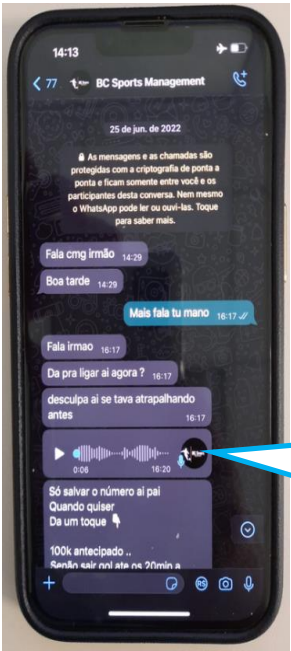 14:13
77 BC Sports Management
25 de jun. de 2022
As mensagens e as chamadas são
protegidas com a criptografia de ponta a
ponta e ficam somente entre você e os
participantes desta conversa. Nem mesmo
o WhatsApp pode ler ou ouvi-las. Toque
para saber mais.
Fala cmg irmão 14:29
Boa tarde 14:29
Mais fala tu mano 16:17
Fala irmao 16:17
Da pra ligar ai agora ? 16:17
desculpa ai se tava atrapalhando
antes 16:17
0:06 16:20
Só salvar o número ai pai
Quando quiser
Da um toque
100k antecipado ..
Senão sair gol ate os 20min a